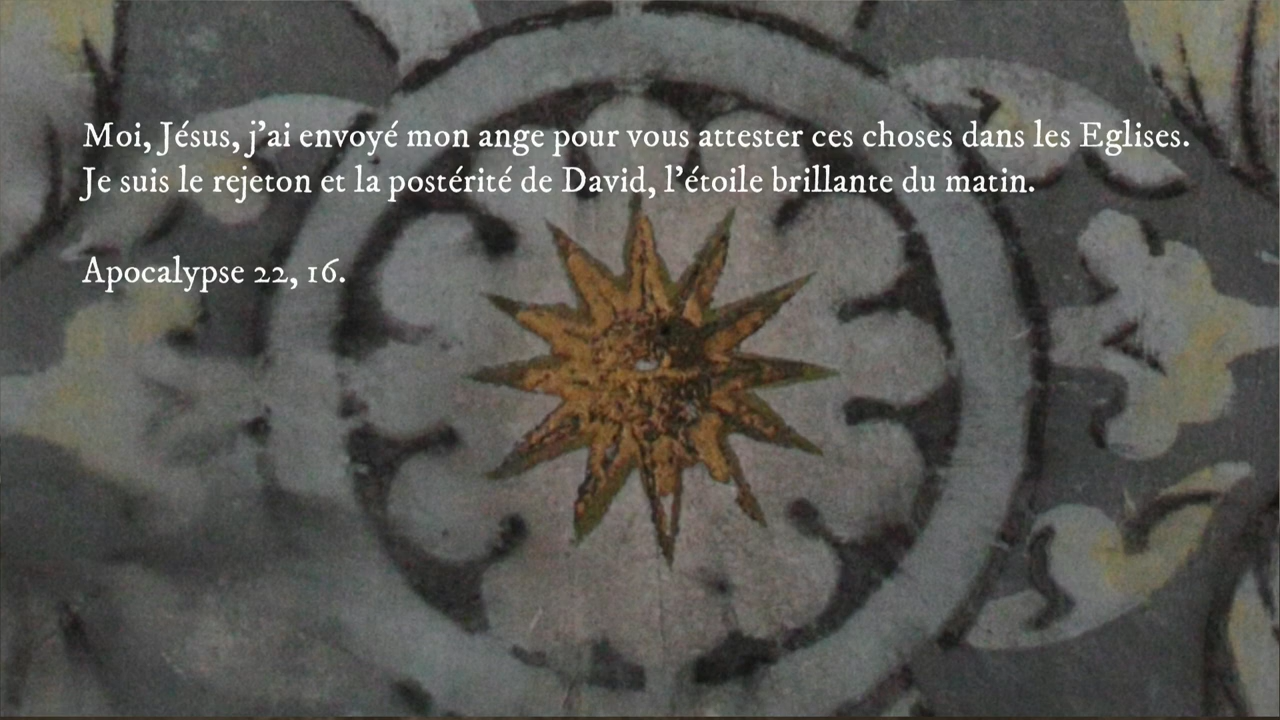 Moi, Jésus, j'ai envoyé mon ange pour vous attester ces choses dans les Eglises.
Je suis le rejeton et la postérité de David, l'étoile brillante du matin.
Apocalypse 22, 16.